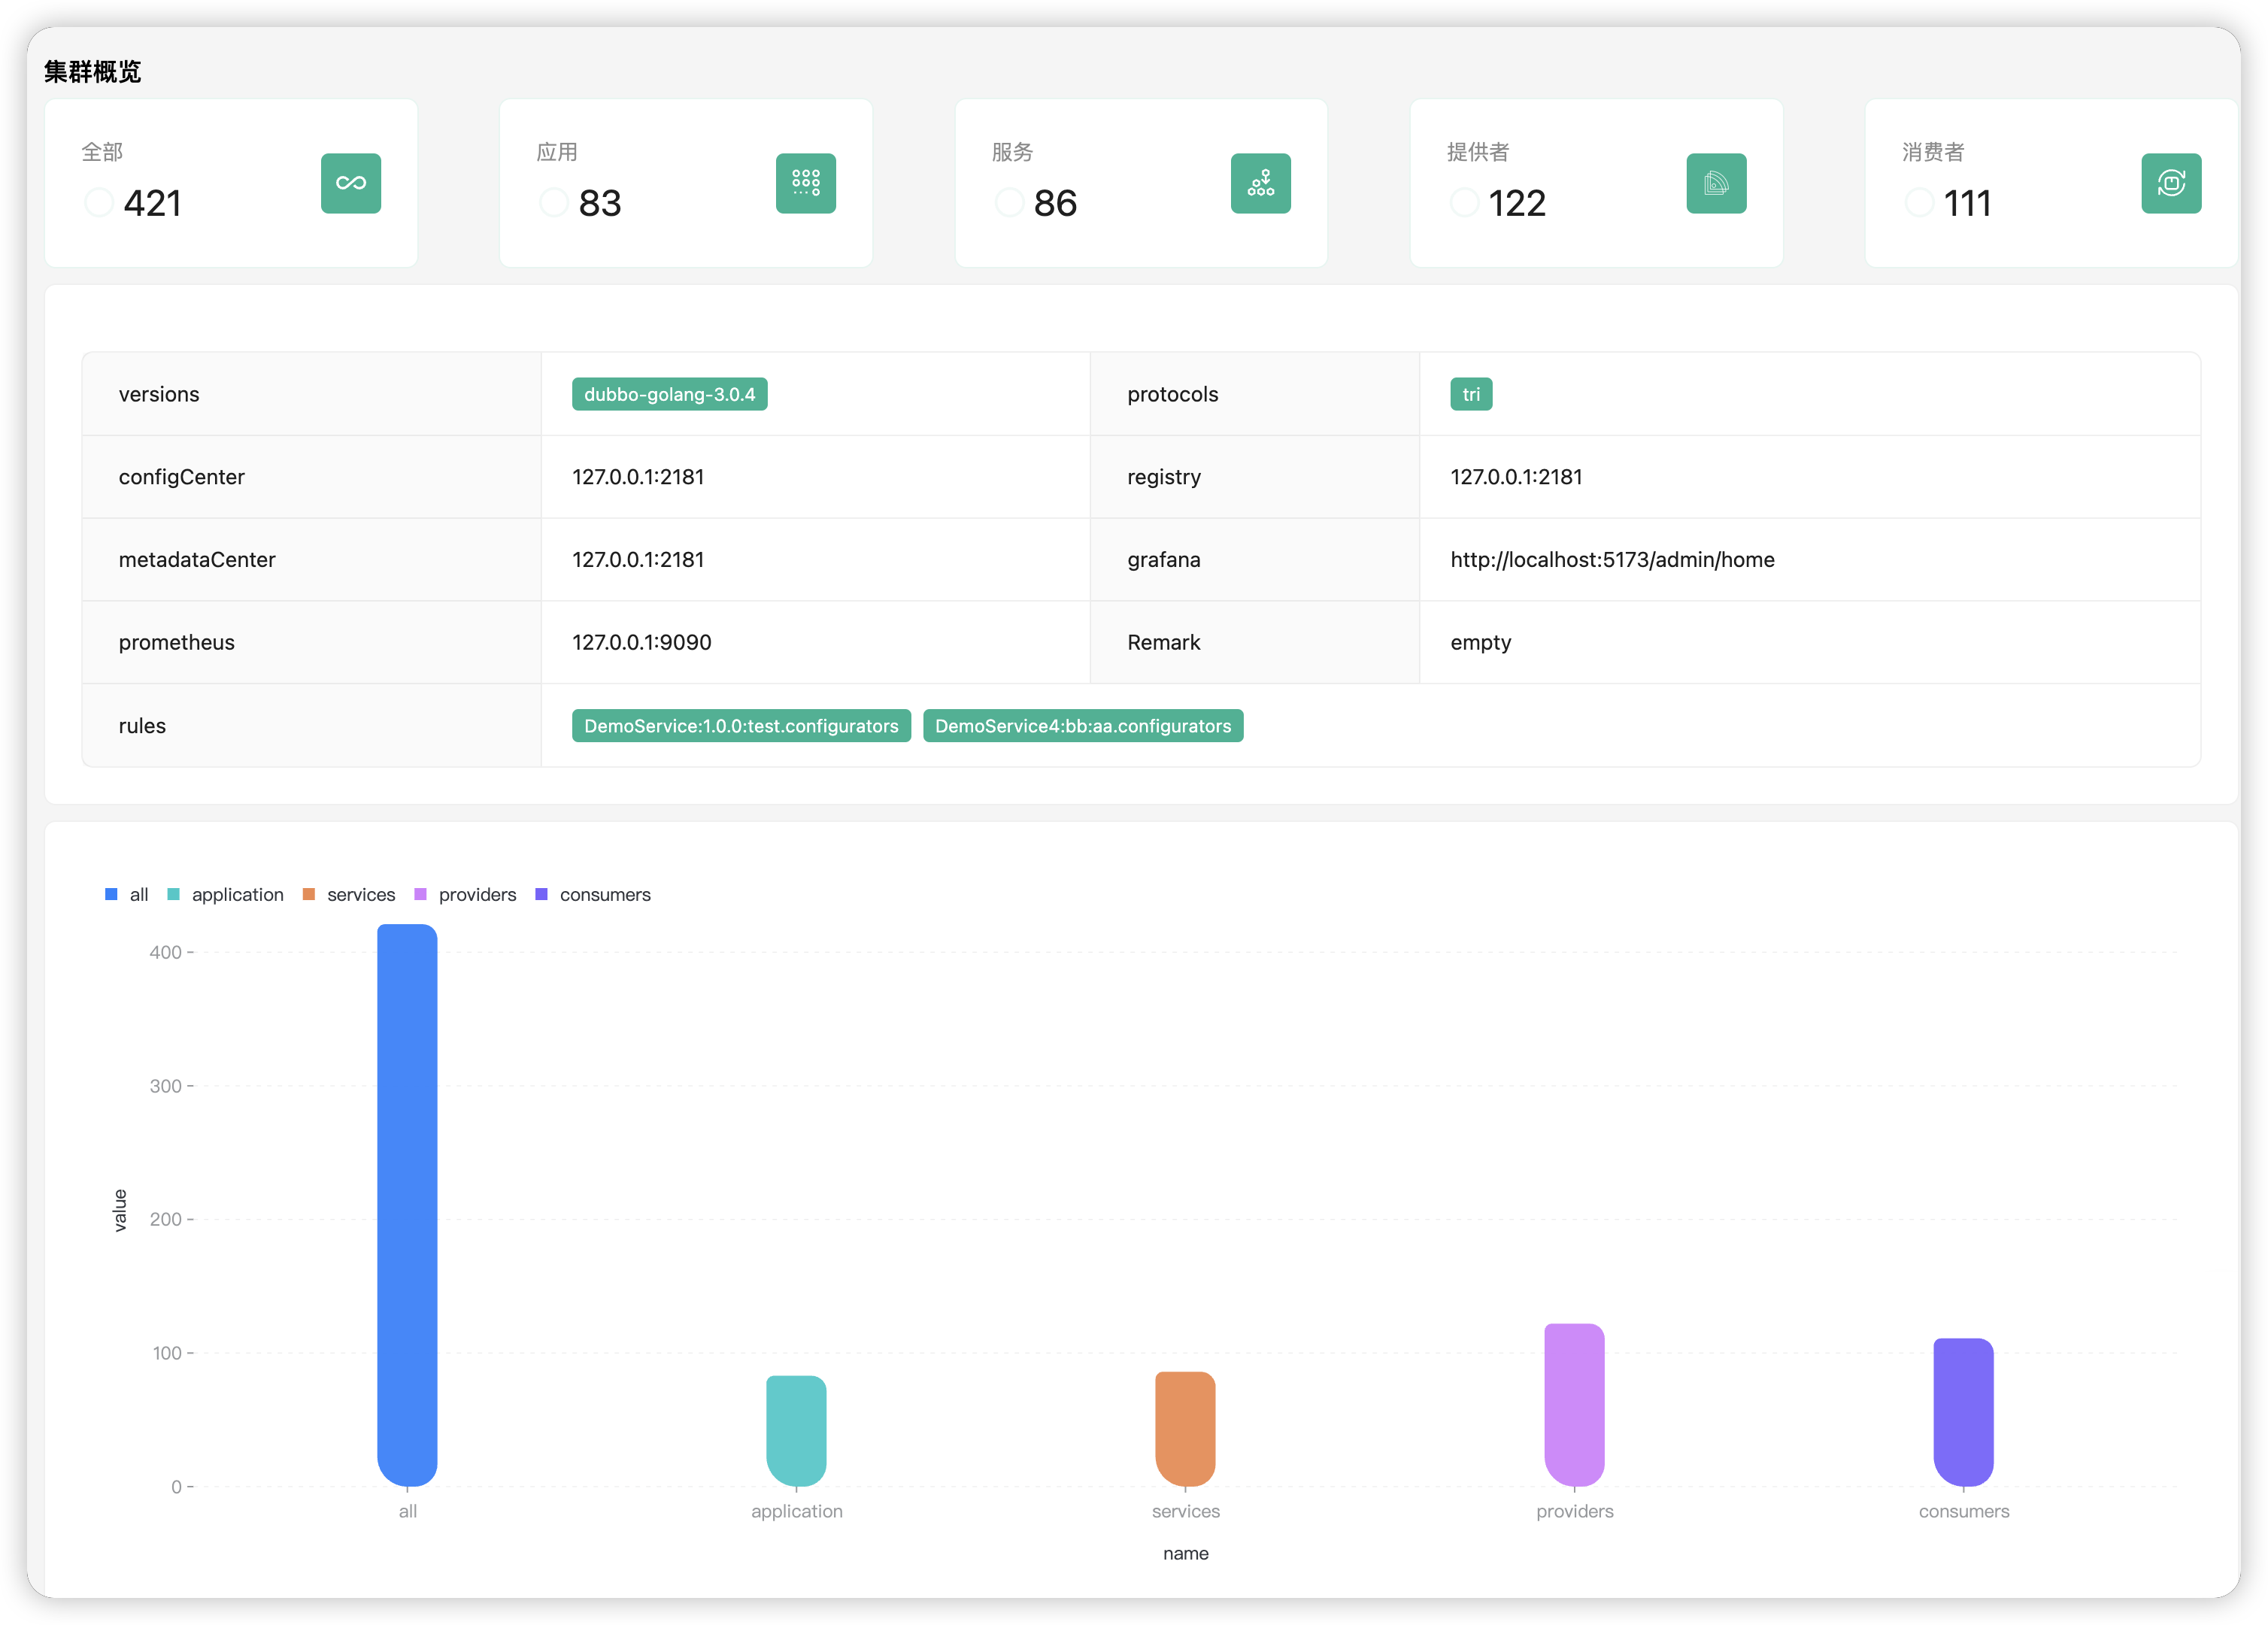 集群概览
全部 应用 服务 提供者 消费者
421 83 86 122 111
versions dubbo-golang-3.0.4 protocols tri
configCenter 127.0.0.1:2181 registry 127.0.0.1:2181
metadataCenter 127.0.0.1:2181 grafana http://localhost:5173/admin/home
prometheus 127.0.0.1:9090 Remark empty
rules DemoService:1.0.0:test.configurators DemoService4:bb:aa.configurators
all application services providers consumers
400
300
value
200
100
0
all application services providers consumers
name